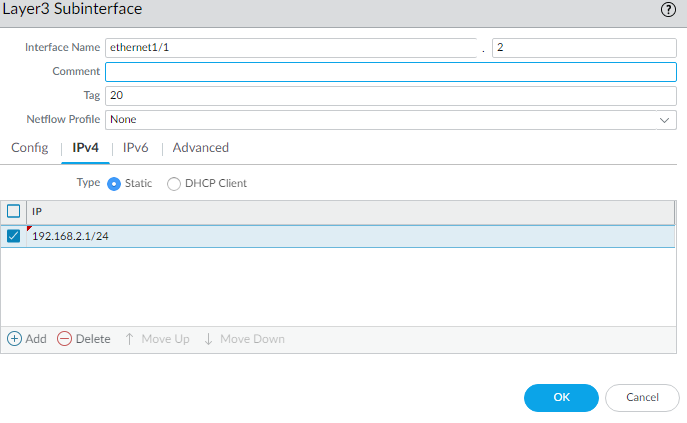 Layer3 Subinterface ?
Interface Name ethernet1/1 . 2
Comment
Tag 20
Netflow Profile None
Config IPv4 IPv6 Advanced
Type Static DHCP Client
IP
192.168.2.1/24
Add Delete Move Up Move Down
OK Cancel